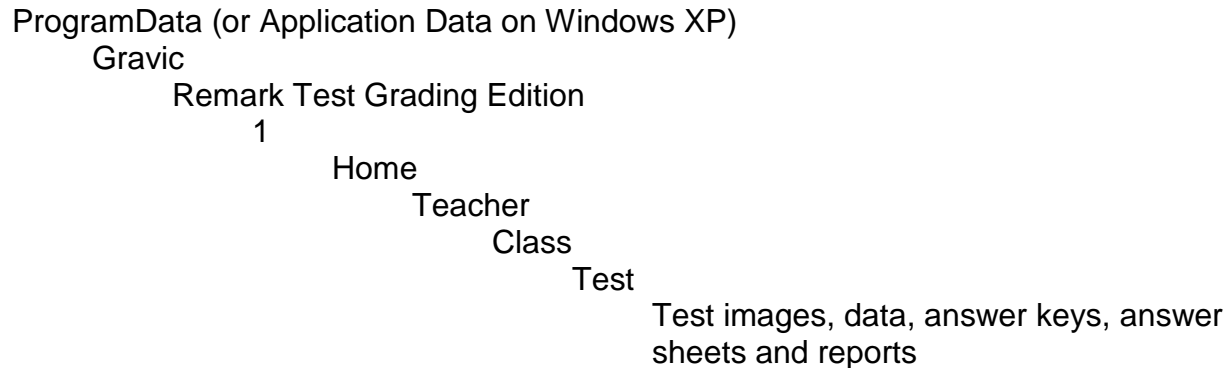 ProgramData (or Application Data on Windows XP)
Gravic
Remark Test Grading Edition
1
Home
Teacher
Class
Test
Test images, data, answer keys, answer
sheets and reports